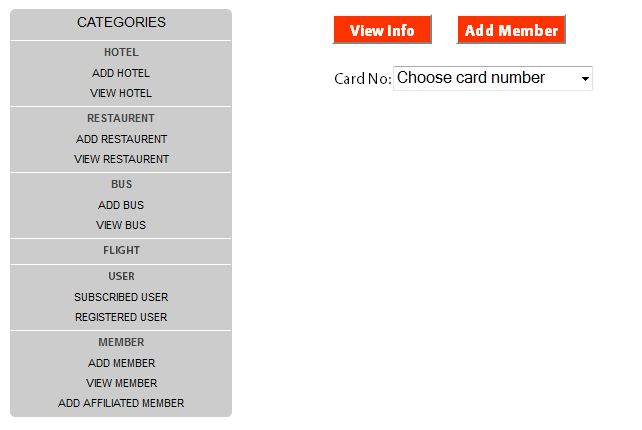 CATEGORIES
HOTEL
ADD HOTEL
VIEW HOTEL
RESTAURENT
ADD RESTAURENT
VIEW RESTAURENT
BUS
ADD BUS
VIEW BUS
FLIGHT
USER
SUBSCRIBED USER
REGISTERED USER
MEMBER
ADD MEMBER
VIEW MEMBER
ADD AFFILIATED MEMBER
View Info
Add Member
Card No: Choose card number